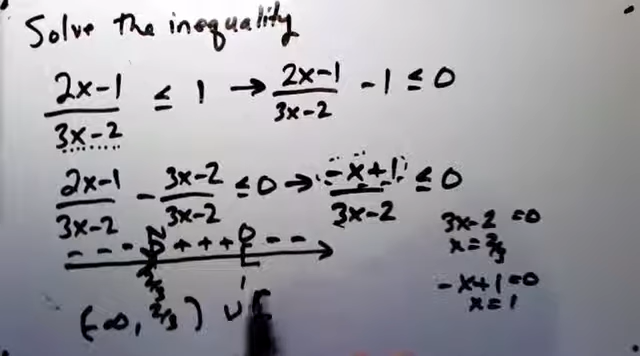 Solve the inequality
2x-1/3x-2 ≤ 1 → 2x-1/3x-2 -1 ≤ 0
2x-1/3x-2 - 3x-2/3x-2 ≤ 0 → -x+1/3x-2 ≤ 0
3x-2=0
x=2/3
-x+1=0
x=1
- - - N + + + 0 - -
2/3 1
(-∞, 2/3) ∪ [